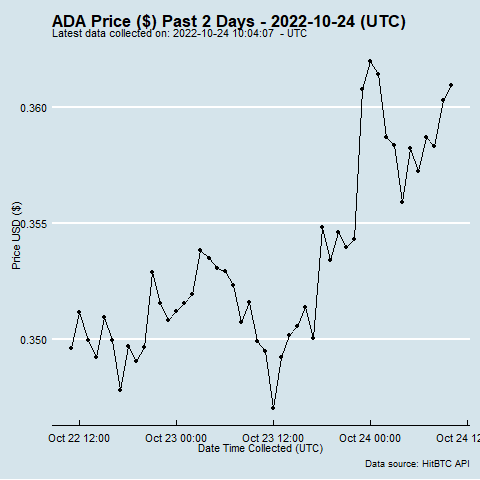 ADA Price ($) Past 2 Days - 2022-10-24 (UTC)
Latest data collected on: 2022-10-24 10:04:07 - UTC
0.360
0.355
0.350
Price USD ($)
Oct 22 12:00 Oct 23 00:00 Oct 23 12:00 Oct 24 00:00 Oct 24 12
Date Time Collected (UTC)
Data source: HitBTC API